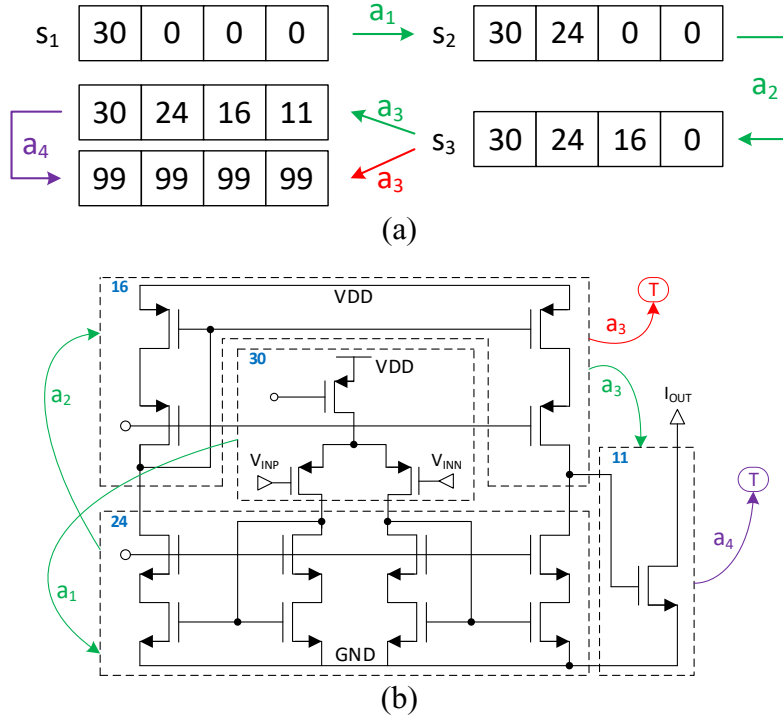 a1
s1 30 0 0 0 s2 30 24 0 0
a2
30 24 16 11 a3
a4 s3 30 24 16 0
99 99 99 99 a3
(a)
16
VDD T
30 a3
VDD
a3
a2 IOUT
VINP VINN 11
T
24
a4
a1
GND
(b)